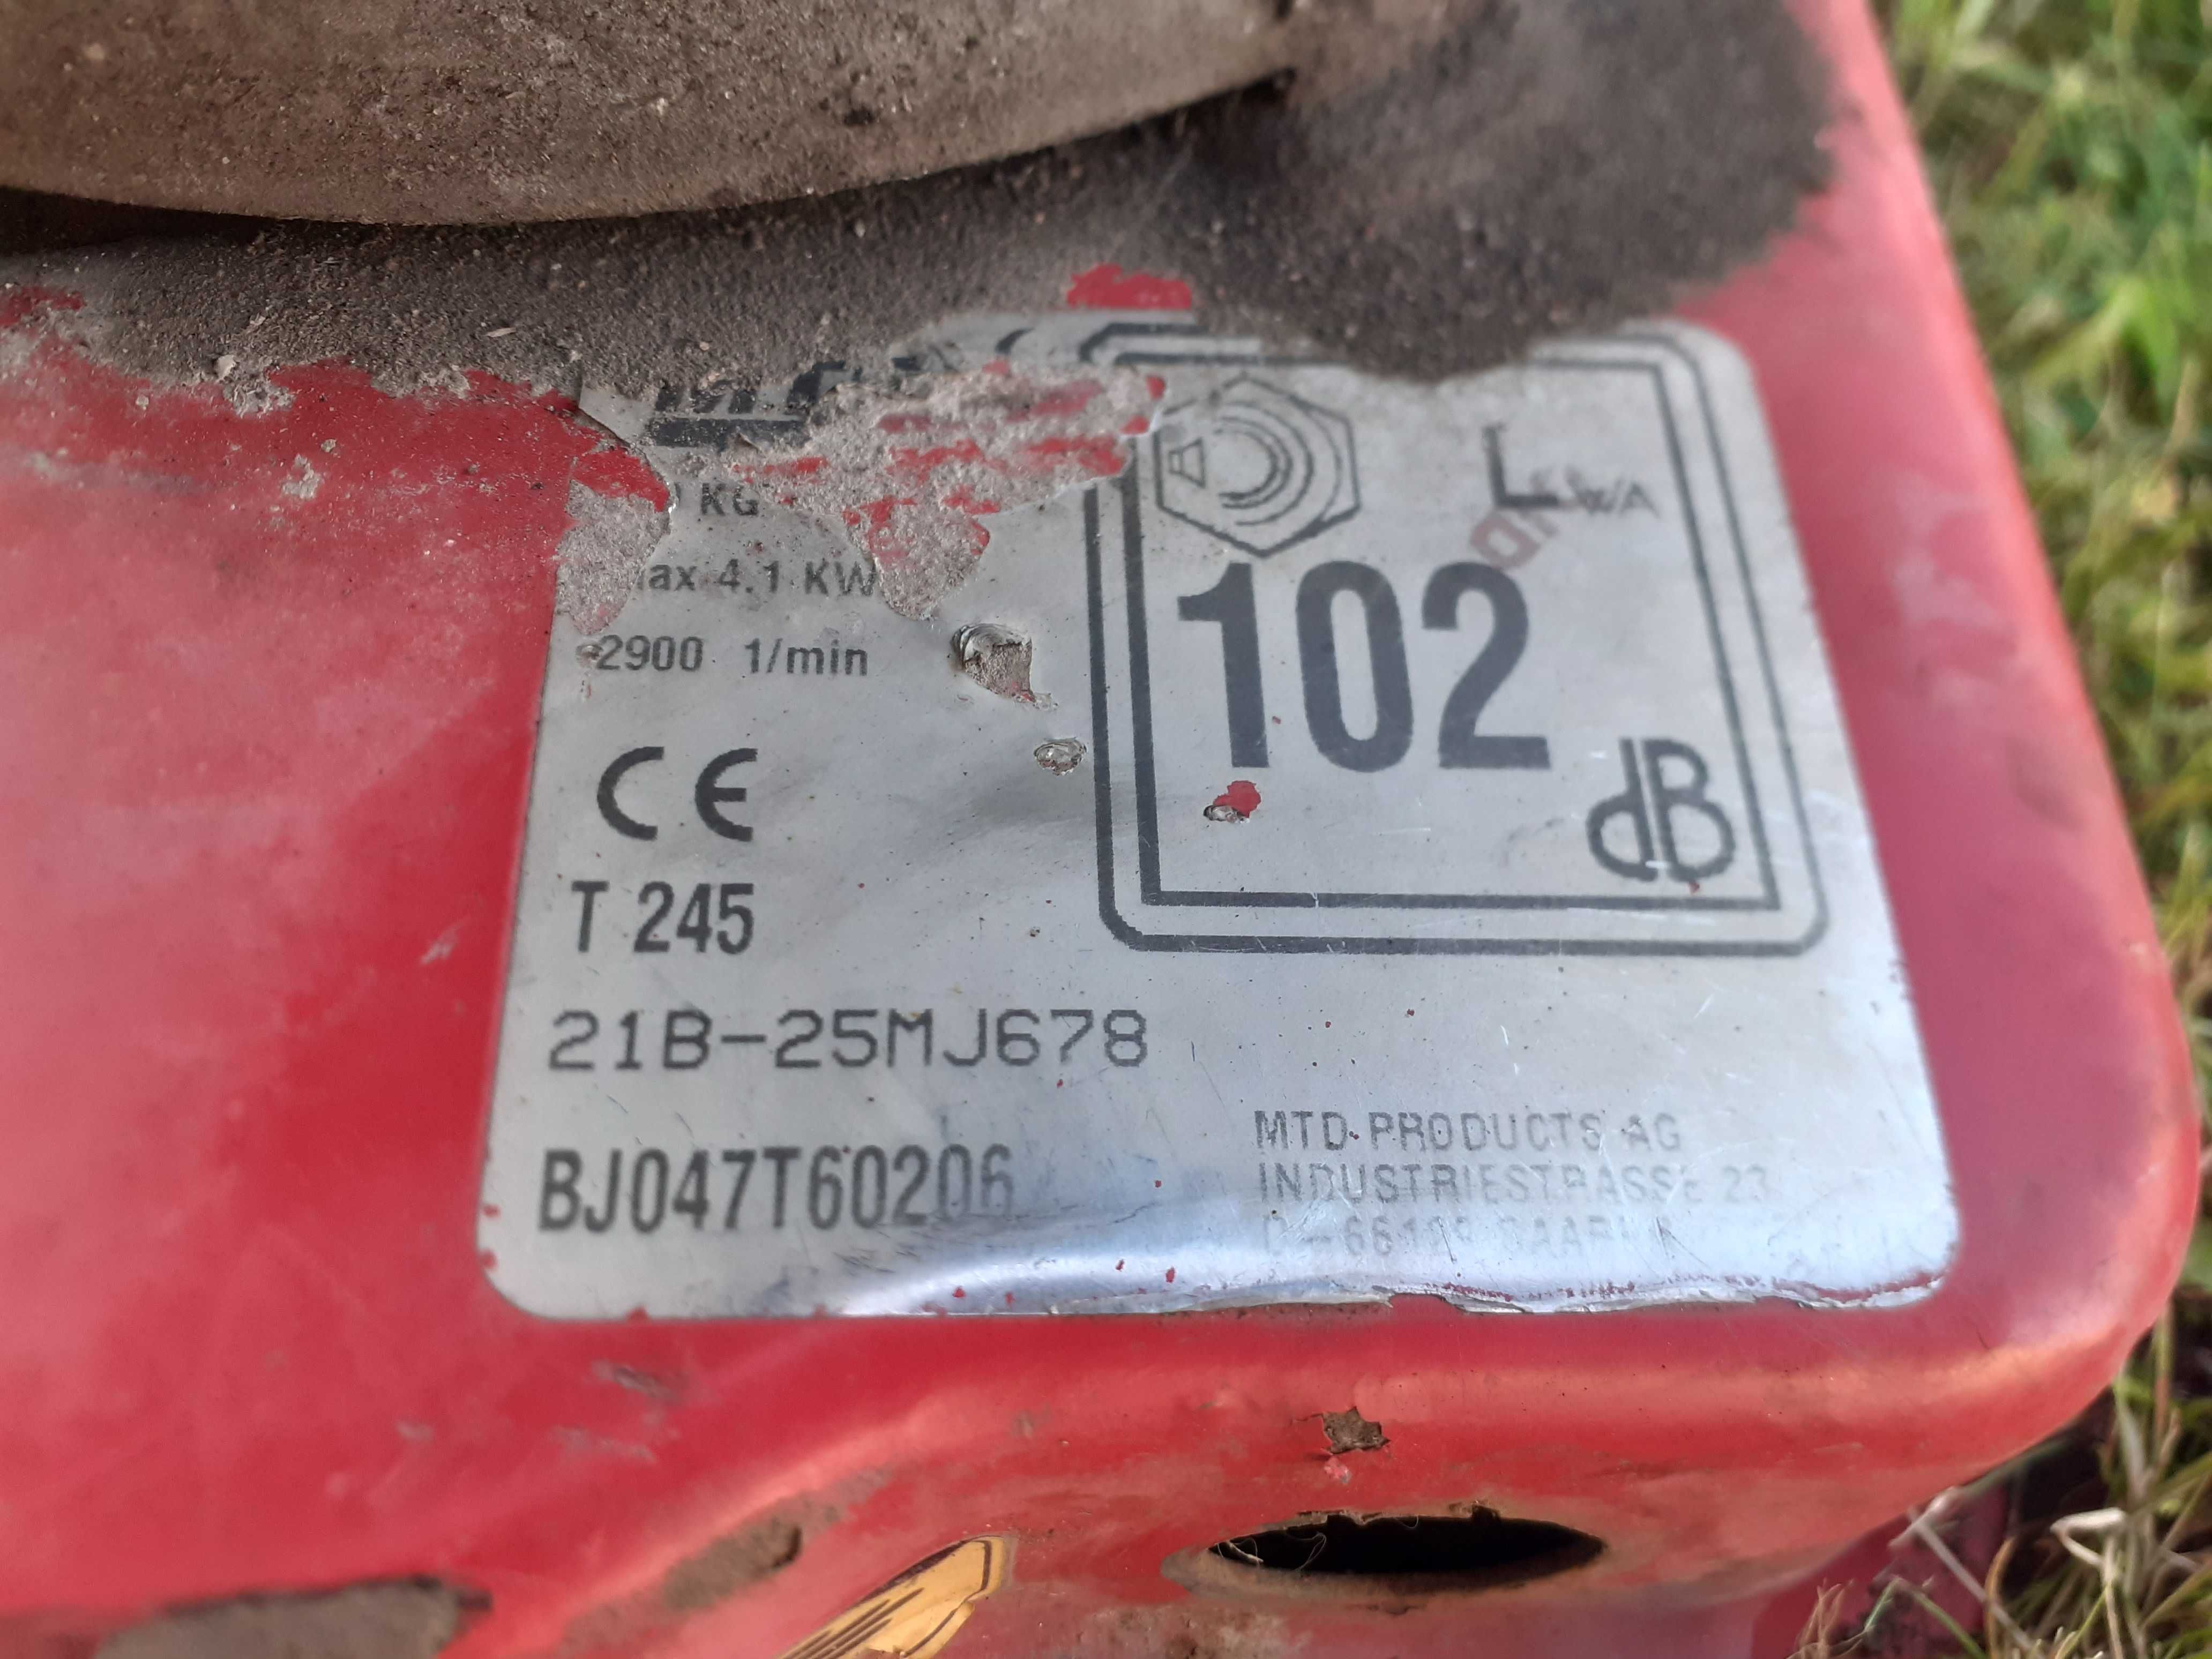 KG
4.1 KW
2900 1/min
CE
T 245
21B-25MJ678
BJ047T60206
LWA
102
dB
MTD PRODUCTS AG
INDUSTRIESTRASSE 23